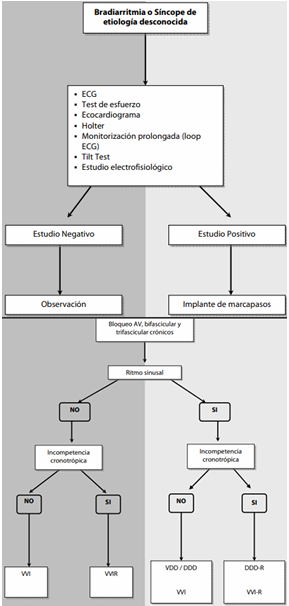 Bradiarritmia o Síncope de
etiología desconocida
• ECG
• Test de esfuerzo
• Ecocardiograma
• Holter
• Monitorización prolongada (loop
ECG)
• Tilt Test
• Estudio electrofisiológico
Estudio Negativo
Estudio Positivo
Observación
Implante de marcapasos
Bloqueo AV, bifascicular y
trifascicular crónicos
Ritmo sinusal
NO
SI
Incompetencia
cronotrópica
Incompetencia
cronotrópica
NO
SI
NO
SI
VVI
VVIR
VDD / DDD
VVI
DDD-R
VVI-R